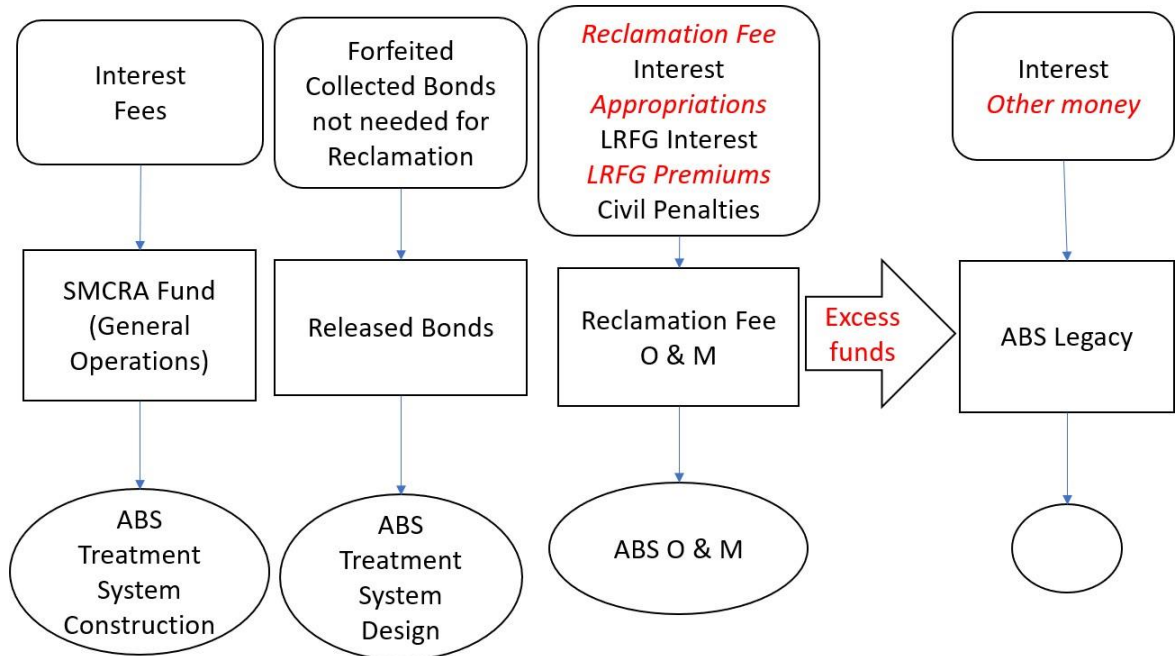 Interest
Fees
Forfeited
Collected Bonds
not needed for
Reclamation
Reclamation Fee
Interest
Appropriations
LRFG Interest
LRFG Premiums
Civil Penalties
Interest
Other money
SMCRA Fund
(General
Operations)
Released Bonds
Reclamation Fee
O & M
Excess
funds
ABS Legacy
ABS
Treatment
System
Construction
ABS
Treatment
System
Design
ABS O & M